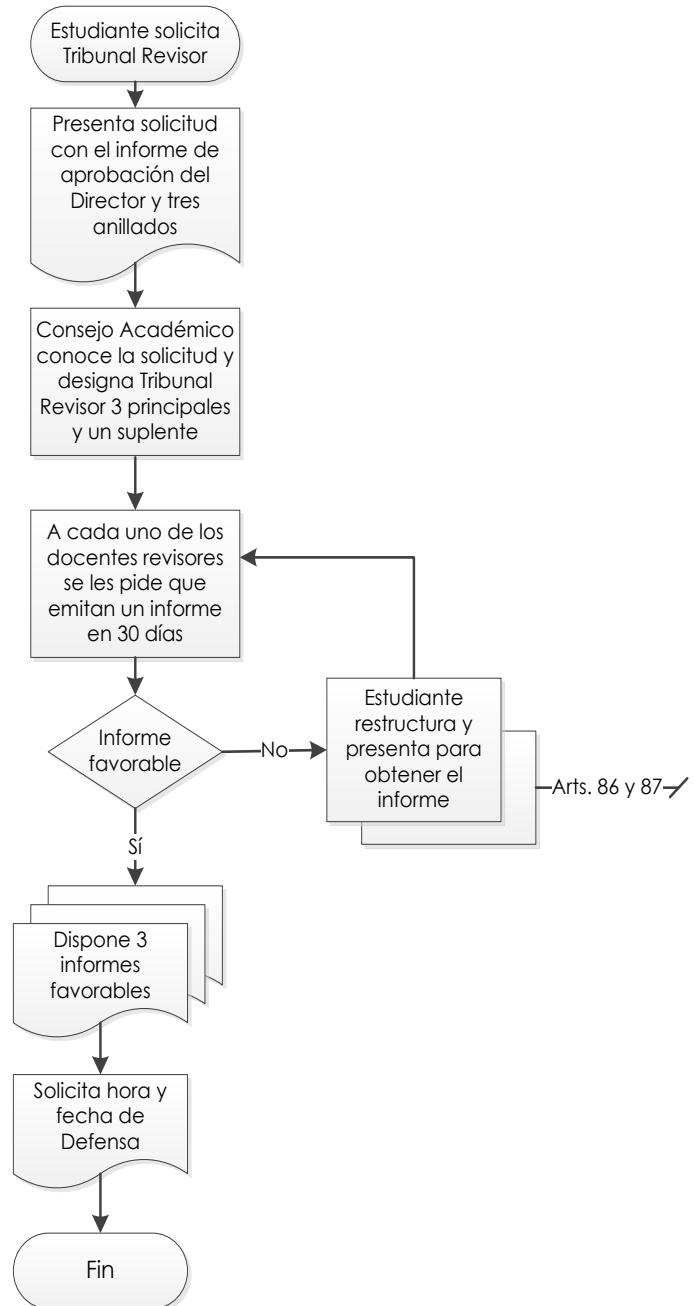 Estudiante solicita
Tribunal Revisor
Presenta solicitud
con el informe de
aprobación del
Director y tres
anillados
Consejo Académico
conoce la solicitud y
designa Tribunal
Revisor 3 principales
y un suplente
A cada uno de los
docentes revisores
se les pide que
emitan un informe
en 30 días
Informe
favorable
No
Estudiante
restructura y
presenta para
obtener el
informe
Arts. 86 y 87
Sí
Dispone 3
informes
favorables
Solicita hora y
fecha de
Defensa
Fin